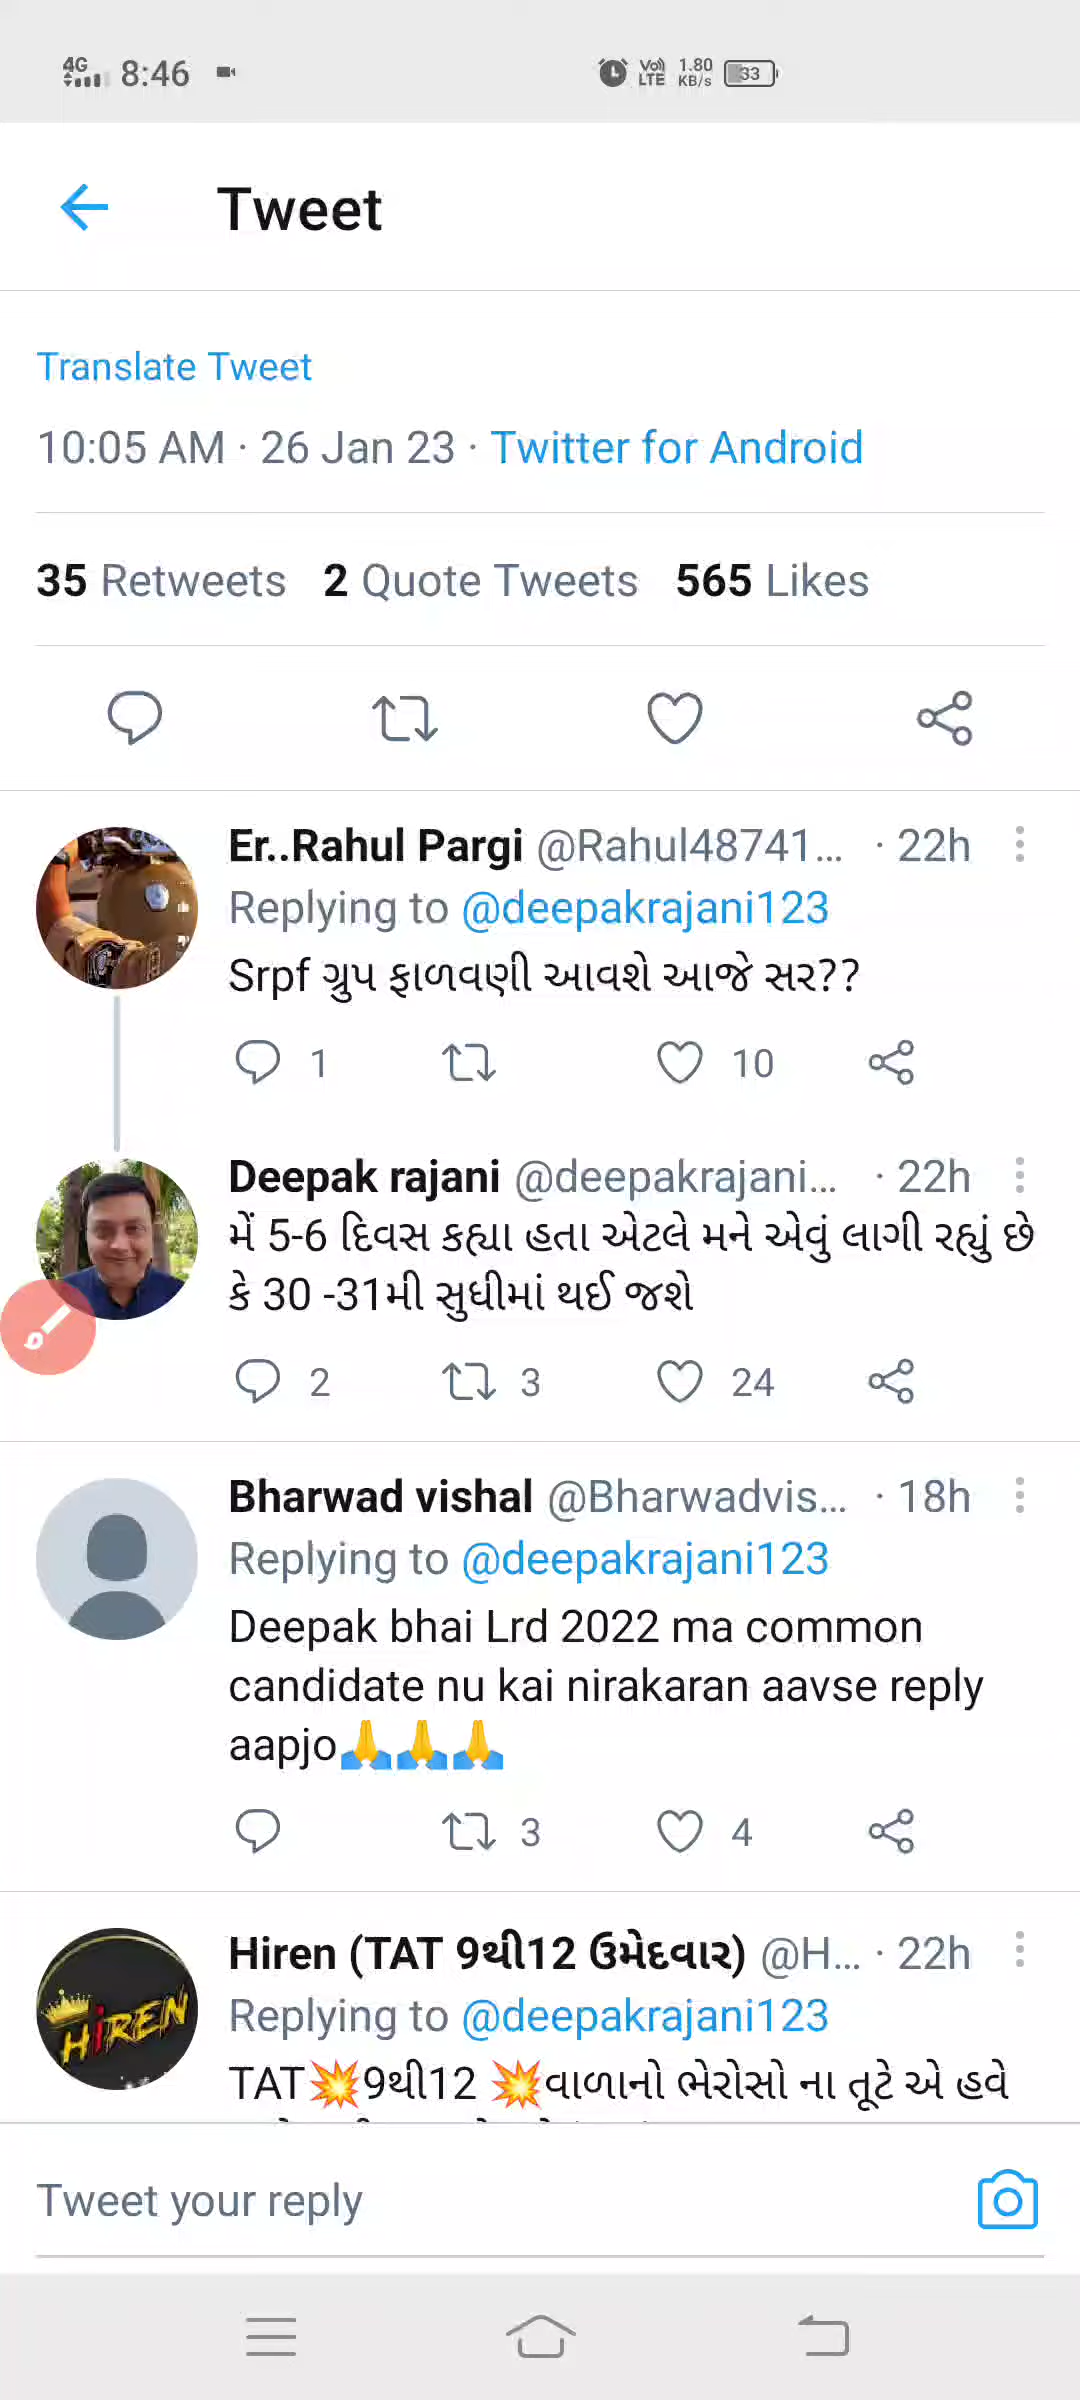 4G 8:46 Vo) LTE 1.80 KB/s 33
Tweet
Translate Tweet
10:05 AM · 26 Jan 23 · Twitter for Android
35 Retweets 2 Quote Tweets 565 Likes
Er..Rahul Pargi @Rahul48741... · 22h
Replying to @deepakrajani123
Srpf ગ્રુપ ફાળવણી આવશે આજે સર??
1 10
Deepak rajani @deepakrajani... · 22h
મેં 5-6 દિવસ કહ્યા હતા એટલે મને એવું લાગી રહ્યું છે
કે 30 -31મી સુધીમાં થઈ જશે
2 3 24
Bharwad vishal @Bharwadvis... · 18h
Replying to @deepakrajani123
Deepak bhai Lrd 2022 ma common
candidate nu kai nirakaran aavse reply
aapjo🙏🙏🙏
3 4
Hiren (TAT 9થી12 ઉમેદવાર) @H... · 22h
HiREN
Replying to @deepakrajani123
TAT💥9થી12 💥વાળાનો ભેરોસો ના તૂટે એ હવે
Tweet your reply